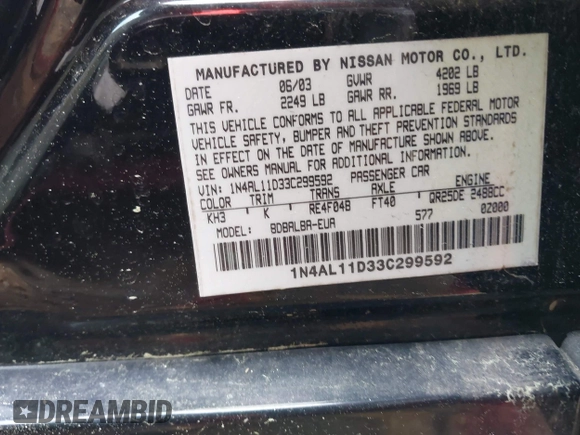 MANUFACTURED BY NISSAN MOTOR CO., LTD.
DATE 06/03 GVWR 4202 LB
GAWR FR. 2249 LB GAWR RR. 1969 LB
THIS VEHICLE CONFORMS TO ALL APPLICABLE FEDERAL MOTOR
VEHICLE SAFETY, BUMPER AND THEFT PREVENTION STANDARDS
IN EFFECT ON THE DATE OF MANUFACTURE SHOWN ABOVE.
SEE OWNERS MANUAL FOR ADDITIONAL INFORMATION.
VIN: 1N4AL11D33C299592 PASSENGER CAR
COLOR TRIM TRANS AXLE ENGINE
KH3 K RE4F04B FT40 QR25DE 2488CC
MODEL: BDBALBA-EUA 577 0Z000
1N4AL11D33C299592
DREAMBID